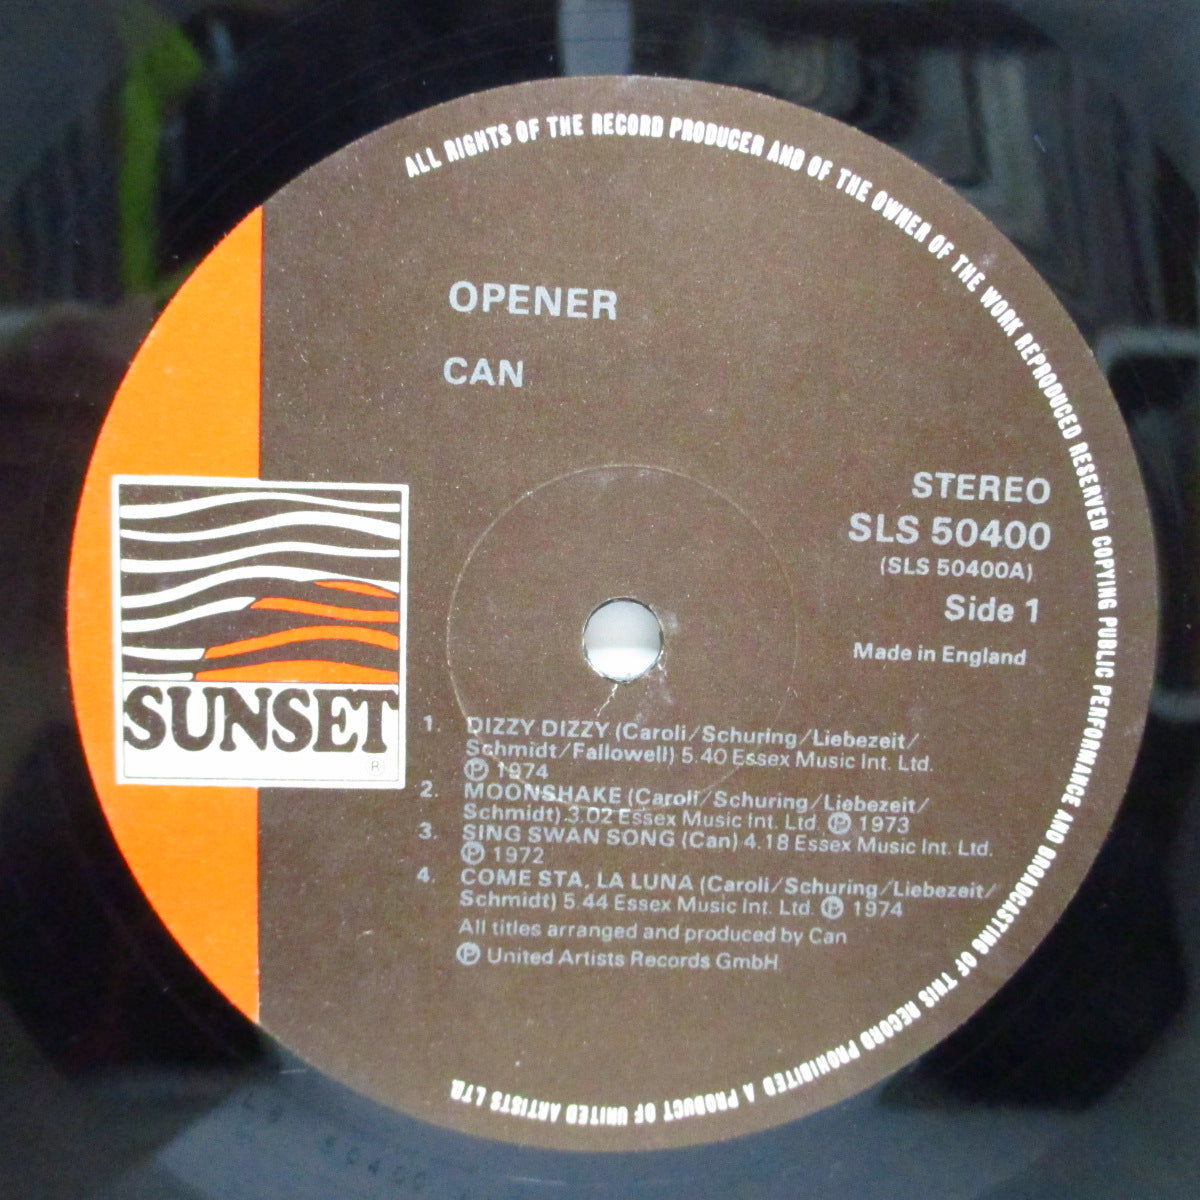 ALL RIGHTS OF THE RECORD PRODUCER AND OF THE OWNER OF THE WORK REPRODUCED RESERVED COPYING PUBLIC PERFORMANCE AND BROADCASTING OF THIS RECORD PROHIBITED A PRODUCT OF UNITED ARTISTS LTD.
OPENER
CAN
STEREO
SLS 50400
(SLS 50400A)
Side 1
Made in England
SUNSET
®
1. DIZZY DIZZY (Caroli/Schuring/Liebezeit/
Schmidt/Fallowell) 5.40 Essex Music Int. Ltd.
℗ 1974
2. MOONSHAKE (Caroli/Schuring/Liebezeit/
Schmidt) 3.02 Essex Music Int. Ltd ℗ 1973
3. SING SWAN SONG (Can) 4.18 Essex Music Int. Ltd.
℗ 1972
4. COME STA, LA LUNA (Caroli/Schuring/Liebezeit/
Schmidt) 5.44 Essex Music Int. Ltd. ℗ 1974
All titles arranged and produced by Can
℗ United Artists Records GmbH